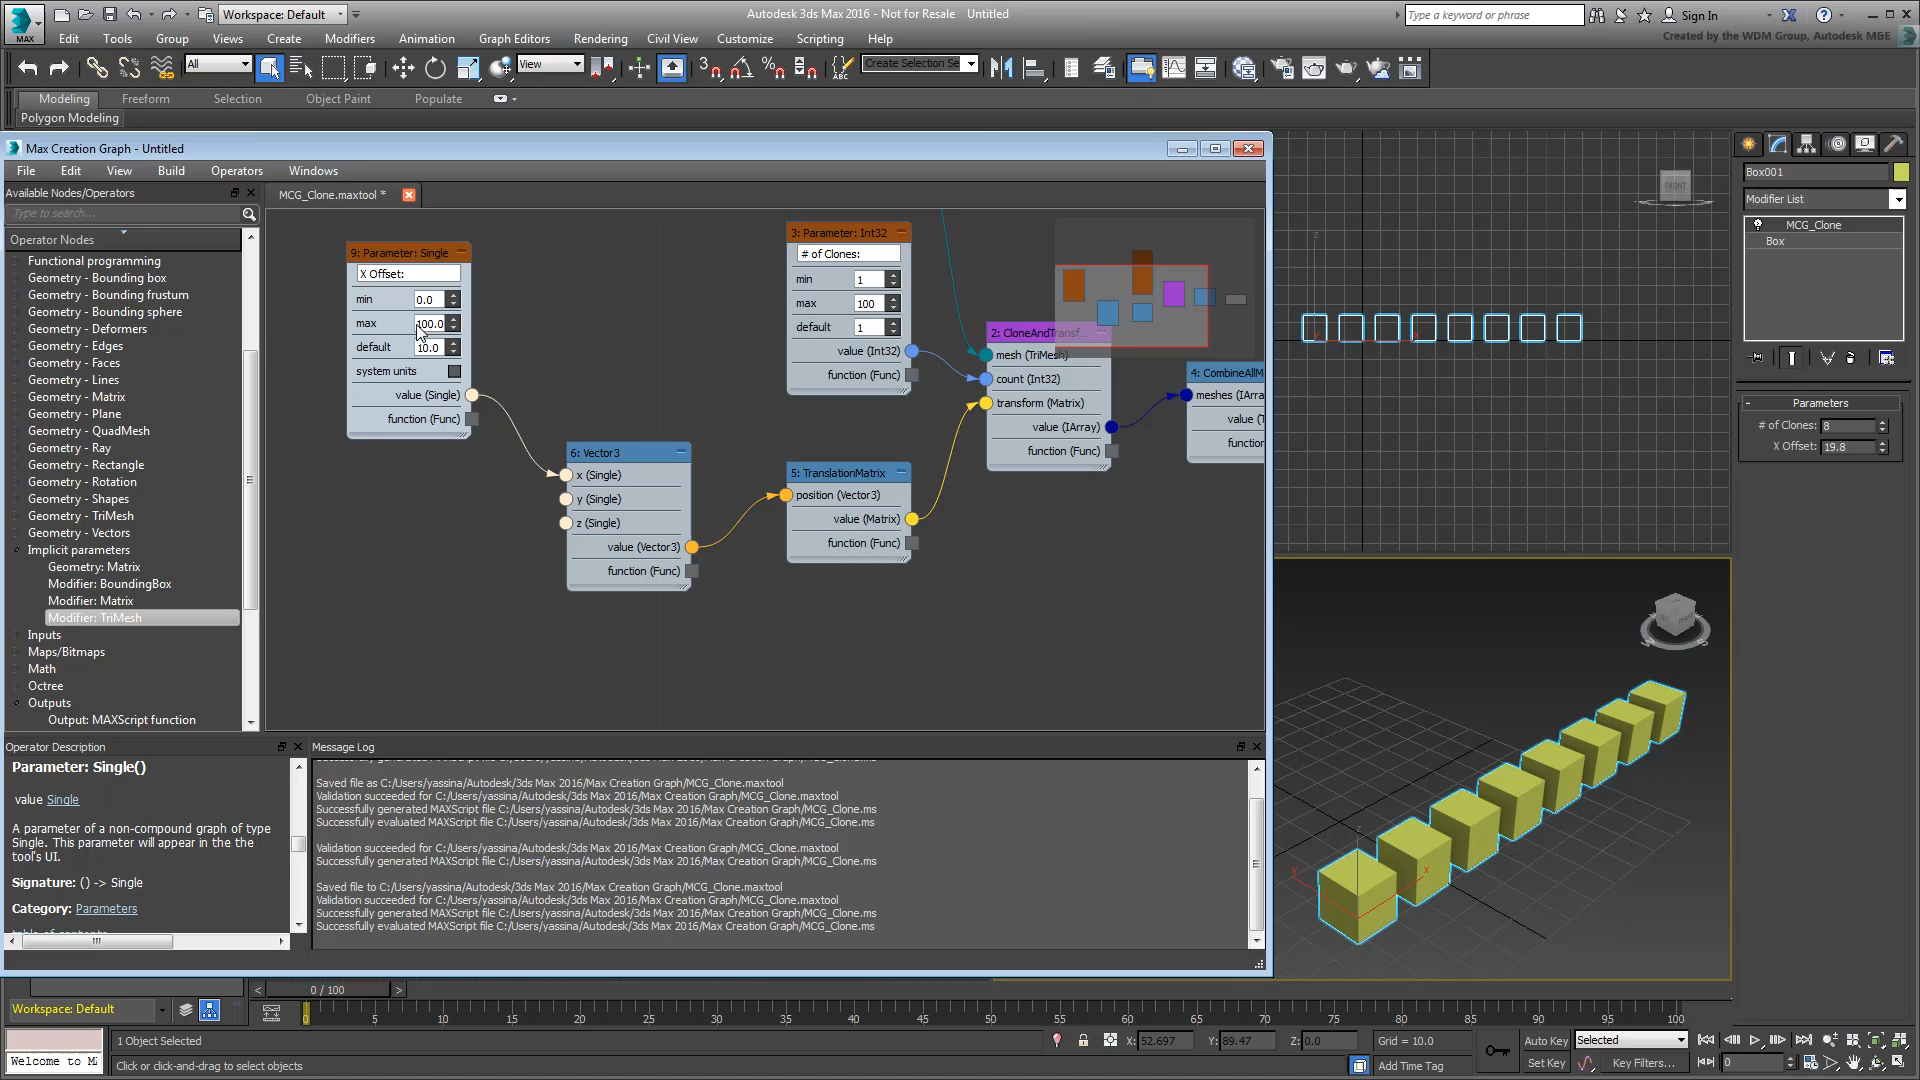 Workspace: Default
Autodesk 3ds Max 2016 - Not for Resale    Untitled
Type a keyword or phrase
Sign In
MAX
Edit
Tools
Group
Views
Create
Modifiers
Animation
Graph Editors
Rendering
Civil View
Customize
Scripting
Help
Created by the WDM Group, Autodesk M&E
All
View
Create Selection Se
Modeling
Freeform
Selection
Object Paint
Populate
Polygon Modeling
Max Creation Graph - Untitled
File
Edit
View
Build
Operators
Windows
Available Nodes/Operators
Type to search...
Operator Nodes
Functional programming
Geometry - Bounding box
Geometry - Bounding frustum
Geometry - Bounding sphere
Geometry - Deformers
Geometry - Edges
Geometry - Faces
Geometry - Lines
Geometry - Matrix
Geometry - Plane
Geometry - QuadMesh
Geometry - Ray
Geometry - Rectangle
Geometry - Rotation
Geometry - Shapes
Geometry - TriMesh
Geometry - Vectors
Implicit parameters
Geometry: Matrix
Modifier: BoundingBox
Modifier: Matrix
Modifier: TriMesh
Inputs
Maps/Bitmaps
Math
Octree
Outputs
Output: MAXScript function
MCG_Clone.maxtool *
9: Parameter: Single
X Offset:
min 0.0
max 100.0
default 10.0
system units
value (Single)
function (Func)
6: Vector3
x (Single)
y (Single)
z (Single)
value (Vector3)
function (Func)
3: Parameter: Int32
# of Clones:
min 1
max 100
default 1
value (Int32)
function (Func)
5: TranslationMatrix
position (Vector3)
value (Matrix)
function (Func)
2: CloneAndTransf...
mesh (TriMesh)
count (Int32)
transform (Matrix)
value (IArray)
function (Func)
4: CombineAllM
meshes (IArra
value (T
function
Operator Description
Parameter: Single()
value Single
A parameter of a non-compound graph of type
Single. This parameter will appear in the the
tool's UI.
Signature: () -> Single
Category: Parameters
Message Log
Saved file as C:/Users/yassina/Autodesk/3ds Max 2016/Max Creation Graph/MCG_Clone.maxtool
Validation succeeded for C:/Users/yassina/Autodesk/3ds Max 2016/Max Creation Graph/MCG_Clone.maxtool
Successfully generated MAXScript file C:/Users/yassina/Autodesk/3ds Max 2016/Max Creation Graph/MCG_Clone.ms
Successfully evaluated MAXScript file C:/Users/yassina/Autodesk/3ds Max 2016/Max Creation Graph/MCG_Clone.ms
Validation succeeded for C:/Users/yassina/Autodesk/3ds Max 2016/Max Creation Graph/MCG_Clone.maxtool
Successfully generated MAXScript file C:/Users/yassina/Autodesk/3ds Max 2016/Max Creation Graph/MCG_Clone.ms
Saved file to C:/Users/yassina/Autodesk/3ds Max 2016/Max Creation Graph/MCG_Clone.maxtool
Validation succeeded for C:/Users/yassina/Autodesk/3ds Max 2016/Max Creation Graph/MCG_Clone.maxtool
Successfully generated MAXScript file C:/Users/yassina/Autodesk/3ds Max 2016/Max Creation Graph/MCG_Clone.ms
Successfully evaluated MAXScript file C:/Users/yassina/Autodesk/3ds Max 2016/Max Creation Graph/MCG_Clone.ms
FRONT
x
y
x
Box001
Modifier List
MCG_Clone
Box
Parameters
# of Clones: 8
X Offset: 19.8
0 / 100
Workspace: Default
0 5 10 15 20 25 30 35 40 45 50 55 60 65 70 75 80 85 90 95 100
Welcome to M
1 Object Selected
Click or click-and-drag to select objects
X: 52.697
Y: 89.47
Z: 0.0
Grid = 10.0
Add Time Tag
Auto Key
Selected
Set Key
Key Filters...
0